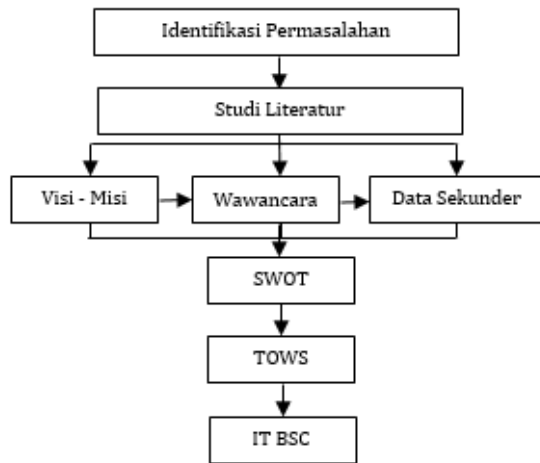 Identifikasi Permasalahan
Studi Literatur
Visi - Misi
Wawancara
Data Sekunder
SWOT
TOWS
IT BSC